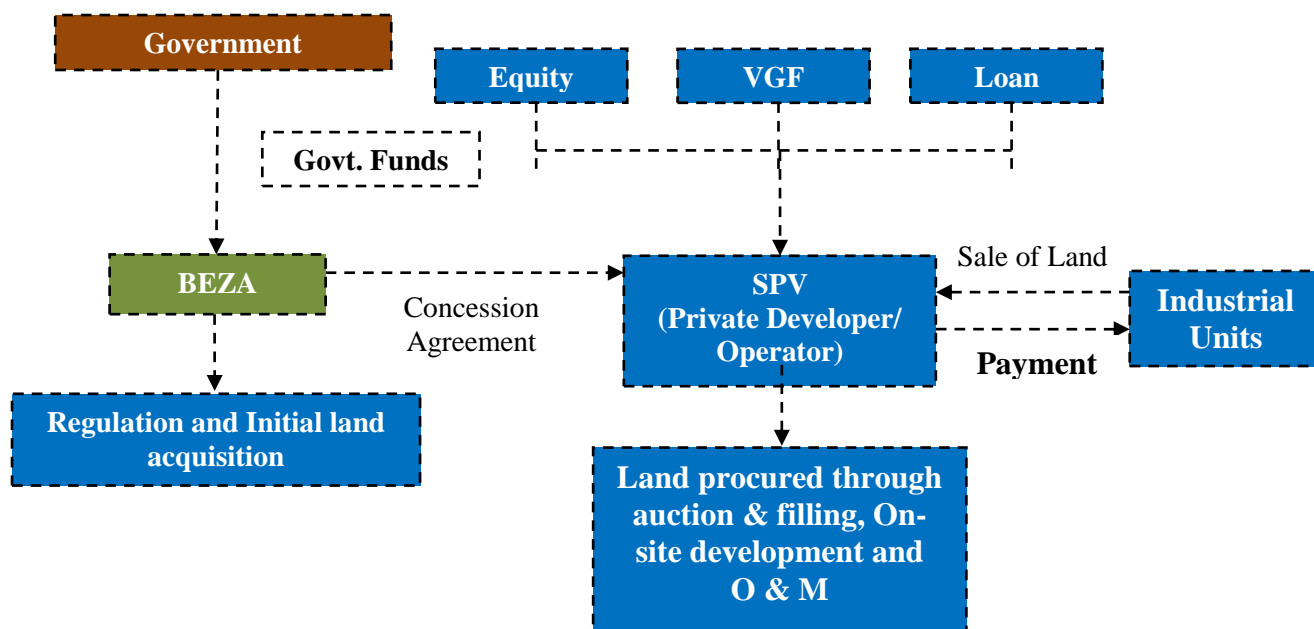 Government
Equity
VGF
Loan
Govt. Funds
BEZA
Concession
Agreement
SPV
(Private Developer/
Operator)
Sale of Land
Payment
Industrial
Units
Regulation and Initial land
acquisition
Land procured through
auction & filling, On-
site development and
O & M